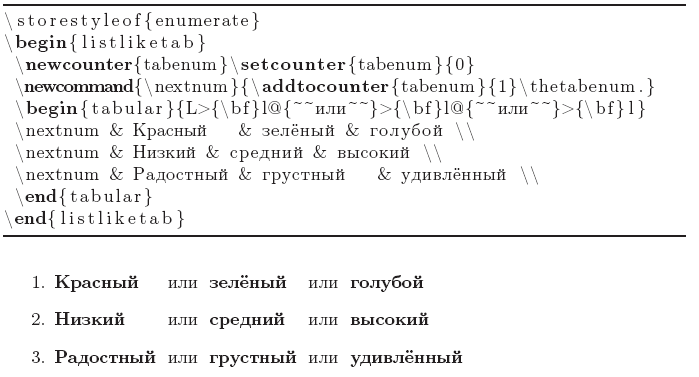 \storestyleof{enumerate}
\begin{listliketab}
\newcounter{tabenum}\setcounter{tabenum}{0}
\newcommand{\nextnum}{\addtocounter{tabenum}{1}\thetabenum.}
\begin{tabular}{L>{\bf}l@{~~или~~}>{\bf}l@{~~или~~}>{\bf}l}
\nextnum & Красный & зелёный & голубой \\
\nextnum & Низкий & средний & высокий \\
\nextnum & Радостный & грустный & удивлённый \\
\end{tabular}
\end{listliketab}
1. Красный или зелёный или голубой
2. Низкий или средний или высокий
3. Радостный или грустный или удивлённый